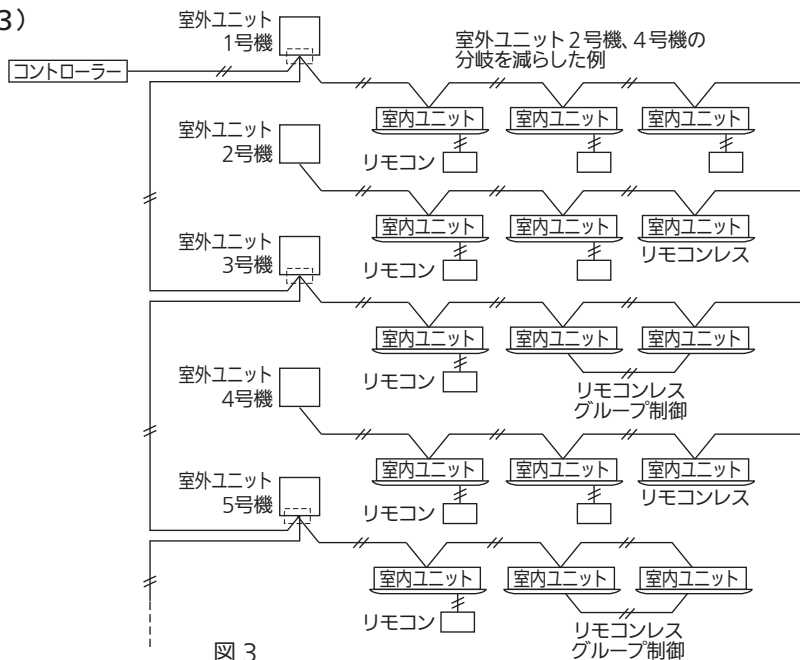 3）
室外ユニット
1号機
コントローラー
室外ユニット2号機、4号機の
分岐を減らした例
室内ユニット
室内ユニット
室内ユニット
リモコン
室外ユニット
2号機
室内ユニット
室内ユニット
室内ユニット
リモコン
リモコンレス
室外ユニット
3号機
室内ユニット
室内ユニット
室内ユニット
リモコン
リモコンレス
グループ制御
室外ユニット
4号機
室内ユニット
室内ユニット
室内ユニット
リモコン
リモコンレス
室外ユニット
5号機
室内ユニット
室内ユニット
室内ユニット
リモコン
リモコンレス
グループ制御
図3